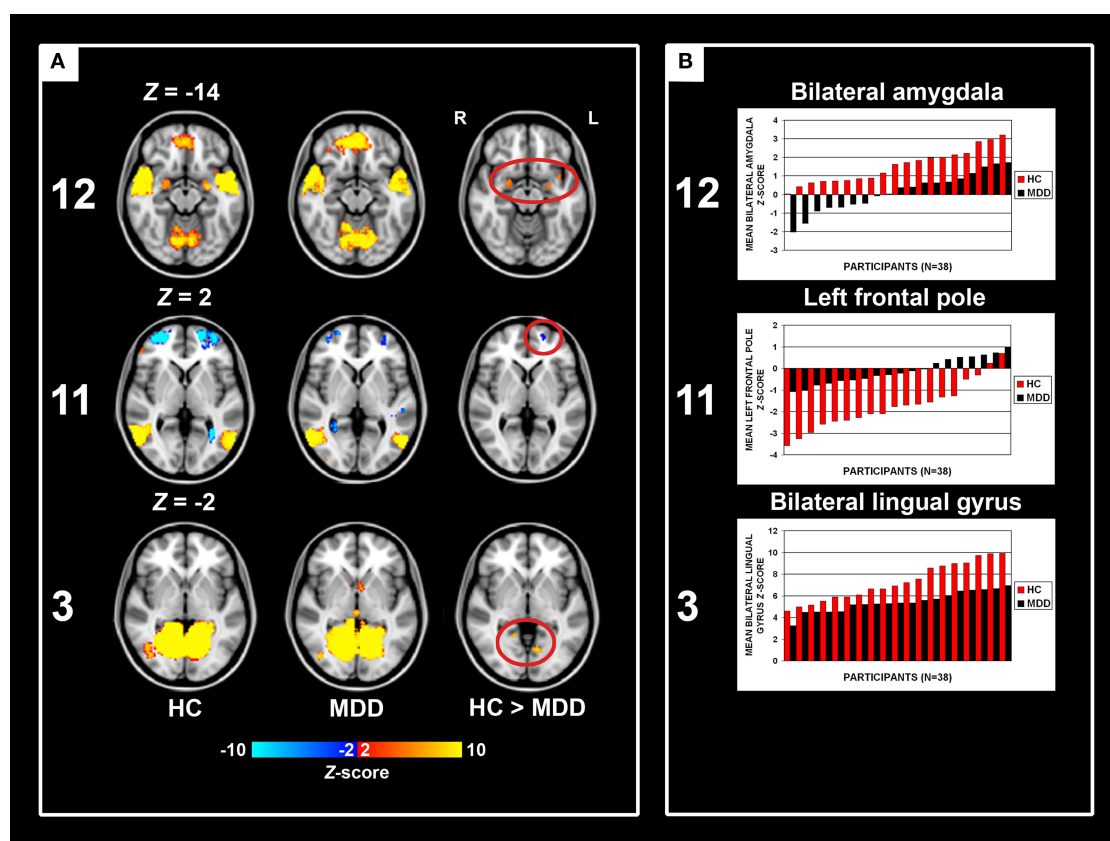 A
Z = -14
R
L
12
Z = 2
11
Z = -2
3
HC
MDD
HC > MDD
-10
-2
2
10
Z-score
B
Bilateral amygdala
12
MEAN BILATERAL AMYGDALA
Z-SCORE
4
3
2
1
0
-1
-2
-3
HC
MDD
PARTICIPANTS (N=38)
Left frontal pole
11
MEAN LEFT FRONTAL POLE
Z-SCORE
2
1
0
-1
-2
-3
-4
HC
MDD
PARTICIPANTS (N=38)
Bilateral lingual gyrus
3
MEAN BILATERAL LINGUAL
GYRUS Z-SCORE
12
10
8
6
4
2
0
HC
MDD
PARTICIPANTS (N=38)